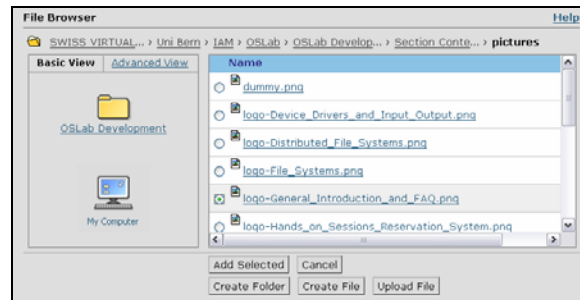 File Browser Help
SWISS VIRTUAL... › Uni Bern › IAM › OSLab › OSLab Develop... › Section Conte... › pictures
Basic View Advanced View Name
dummy.png
logo-Device_Drivers_and_Input_Output.png
OSLab Development
logo-Distributed_File_Systems.png
logo-File_Systems.png
logo-General_Introduction_and_FAQ.png
My Computer
logo-Hands_on_Sessions_Reservation_System.png
Add Selected Cancel
Create Folder Create File Upload File